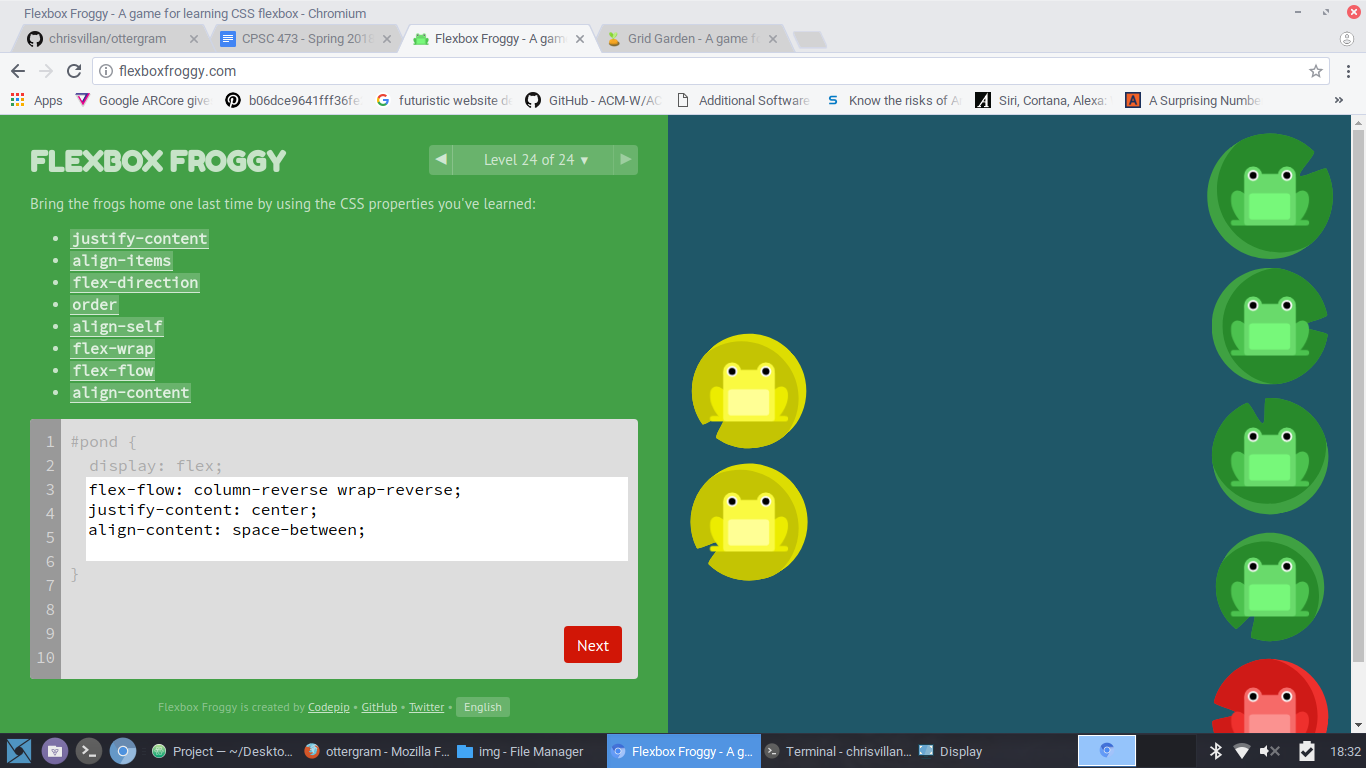 Flexbox Froggy - A game for learning CSS flexbox - Chromium
chrisvillan/ottergram
CPSC 473 - Spring 2018
Flexbox Froggy - A gam
Grid Garden - A game fo
flexboxfroggy.com
Apps
Google ARCore give
b06dce9641fff36fe
futuristic website de
GitHub - ACM-W/AC
Additional Software
Know the risks of A
Siri, Cortana, Alexa:
A Surprising Numbe
»
FLEXBOX FROGGY
◀ Level 24 of 24 ▼ ▶
Bring the frogs home one last time by using the CSS properties you've learned:
• justify-content
• align-items
• flex-direction
• order
• align-self
• flex-wrap
• flex-flow
• align-content
1 #pond {
2 display: flex;
3 flex-flow: column-reverse wrap-reverse;
4 justify-content: center;
5 align-content: space-between;
6 }
7
8
9
10
Next
Flexbox Froggy is created by Codepip • GitHub • Twitter • English
Project — ~/Deskto...
ottergram - Mozilla F...
img - File Manager
Flexbox Froggy - A g...
Terminal - chrisvillan...
Display
18:32